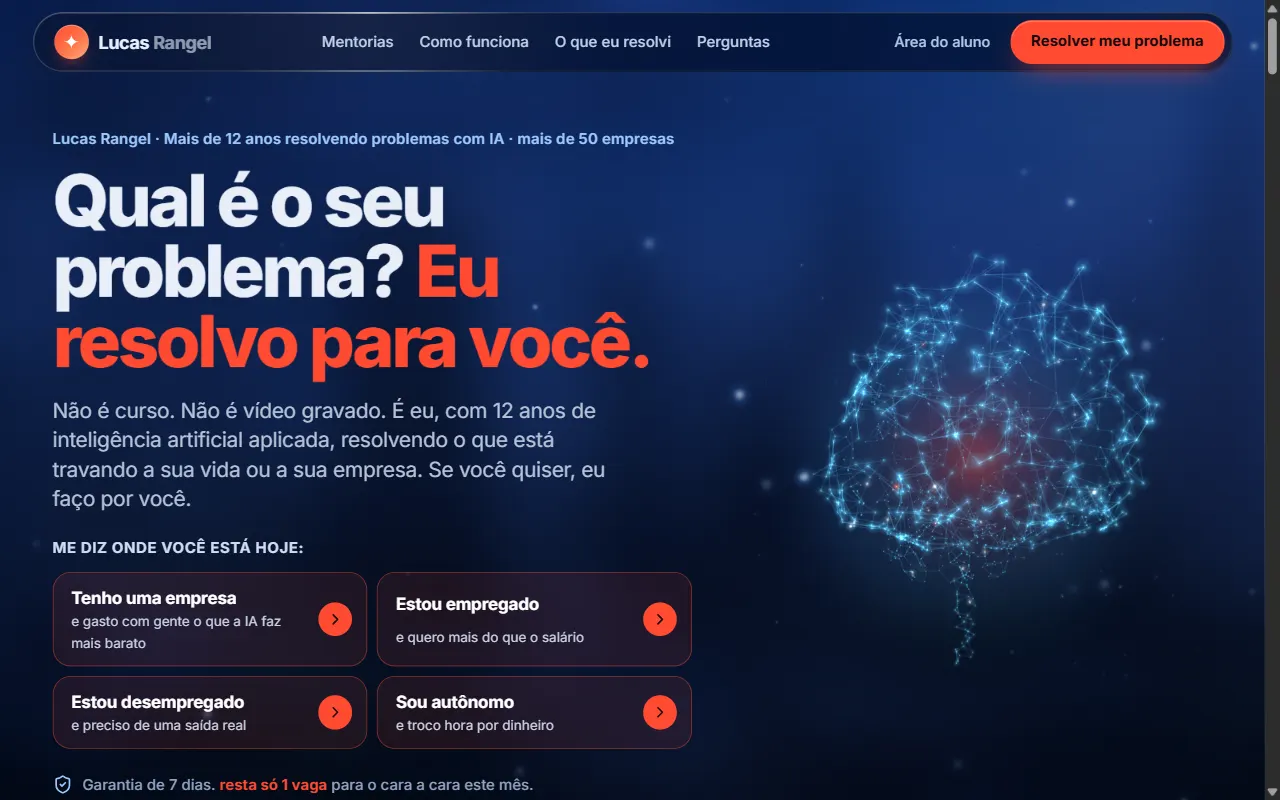 Lucas Rangel
Mentorias
Como funciona
O que eu resolvi
Perguntas
Área do aluno
Resolver meu problema
Lucas Rangel · Mais de 12 anos resolvendo problemas com IA · mais de 50 empresas
Qual é o seu
problema? Eu
resolvo para você.
Não é curso. Não é vídeo gravado. É eu, com 12 anos de
inteligência artificial aplicada, resolvendo o que está
travando a sua vida ou a sua empresa. Se você quiser, eu
faço por você.
ME DIZ ONDE VOCÊ ESTÁ HOJE:
Tenho uma empresa
e gasto com gente o que a IA faz
mais barato
Estou empregado
e quero mais do que o salário
Estou desempregado
e preciso de uma saída real
Sou autônomo
e troco hora por dinheiro
Garantia de 7 dias. resta só 1 vaga para o cara a cara este mês.